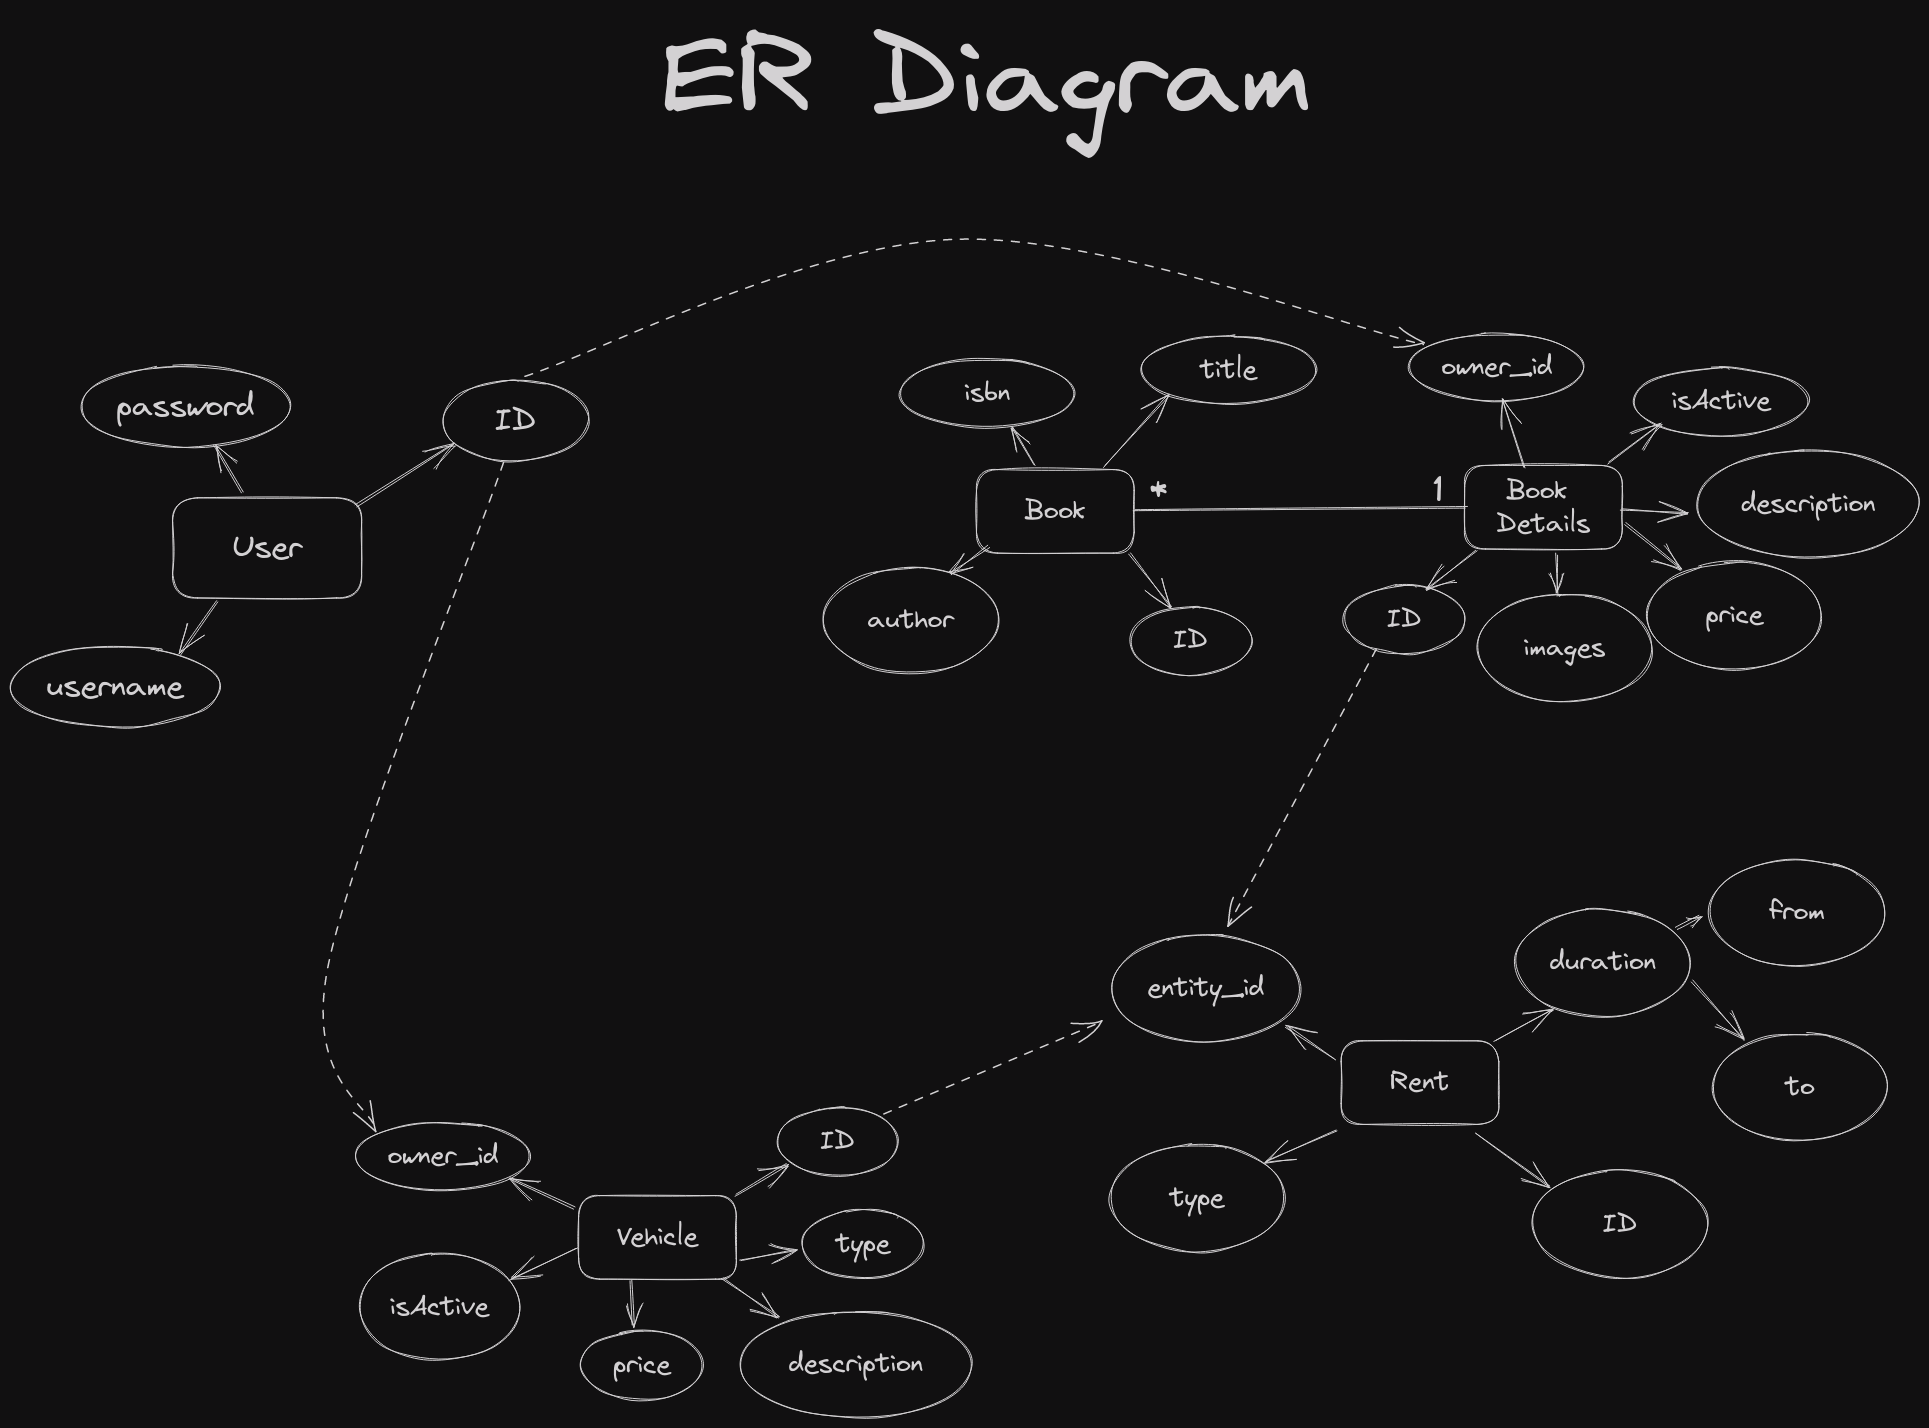 ER Diagram
password
ID
User
username
isbn
title
Book
*
1
author
ID
owner_id
isActive
Book
Details
description
ID
images
price
entity_id
duration
from
to
Rent
type
ID
owner_id
ID
Vehicle
type
isActive
price
description